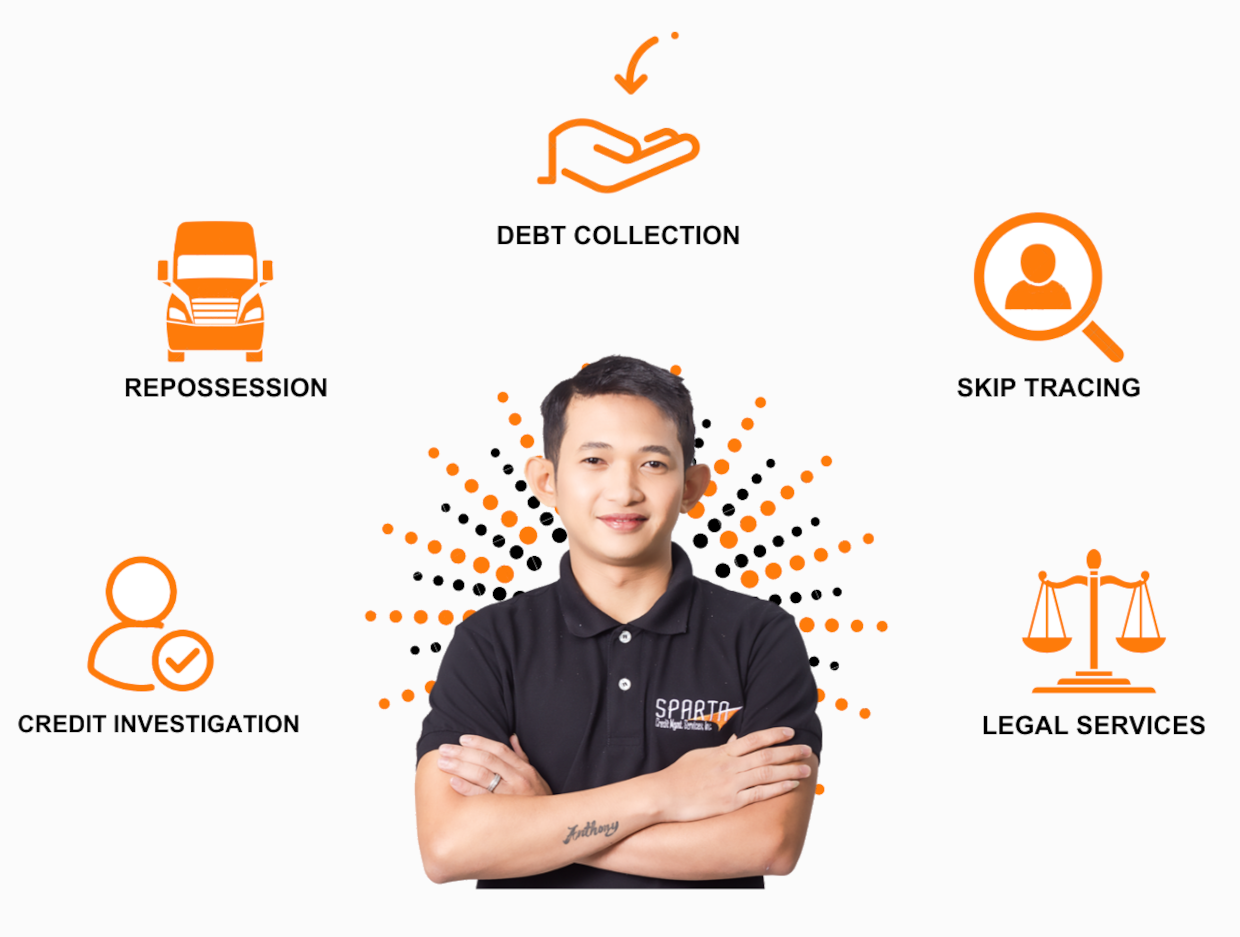 DEBT COLLECTION
REPOSSESSION
SKIP TRACING
CREDIT INVESTIGATION
LEGAL SERVICES
SPARTA
Credit Mgmt. Services, Inc.
Anthony